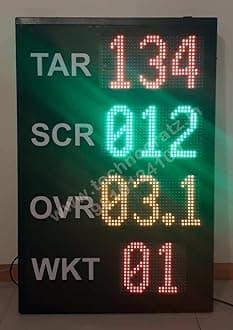 TAR 134
SCR 012
OVR 03.1
WKT 01